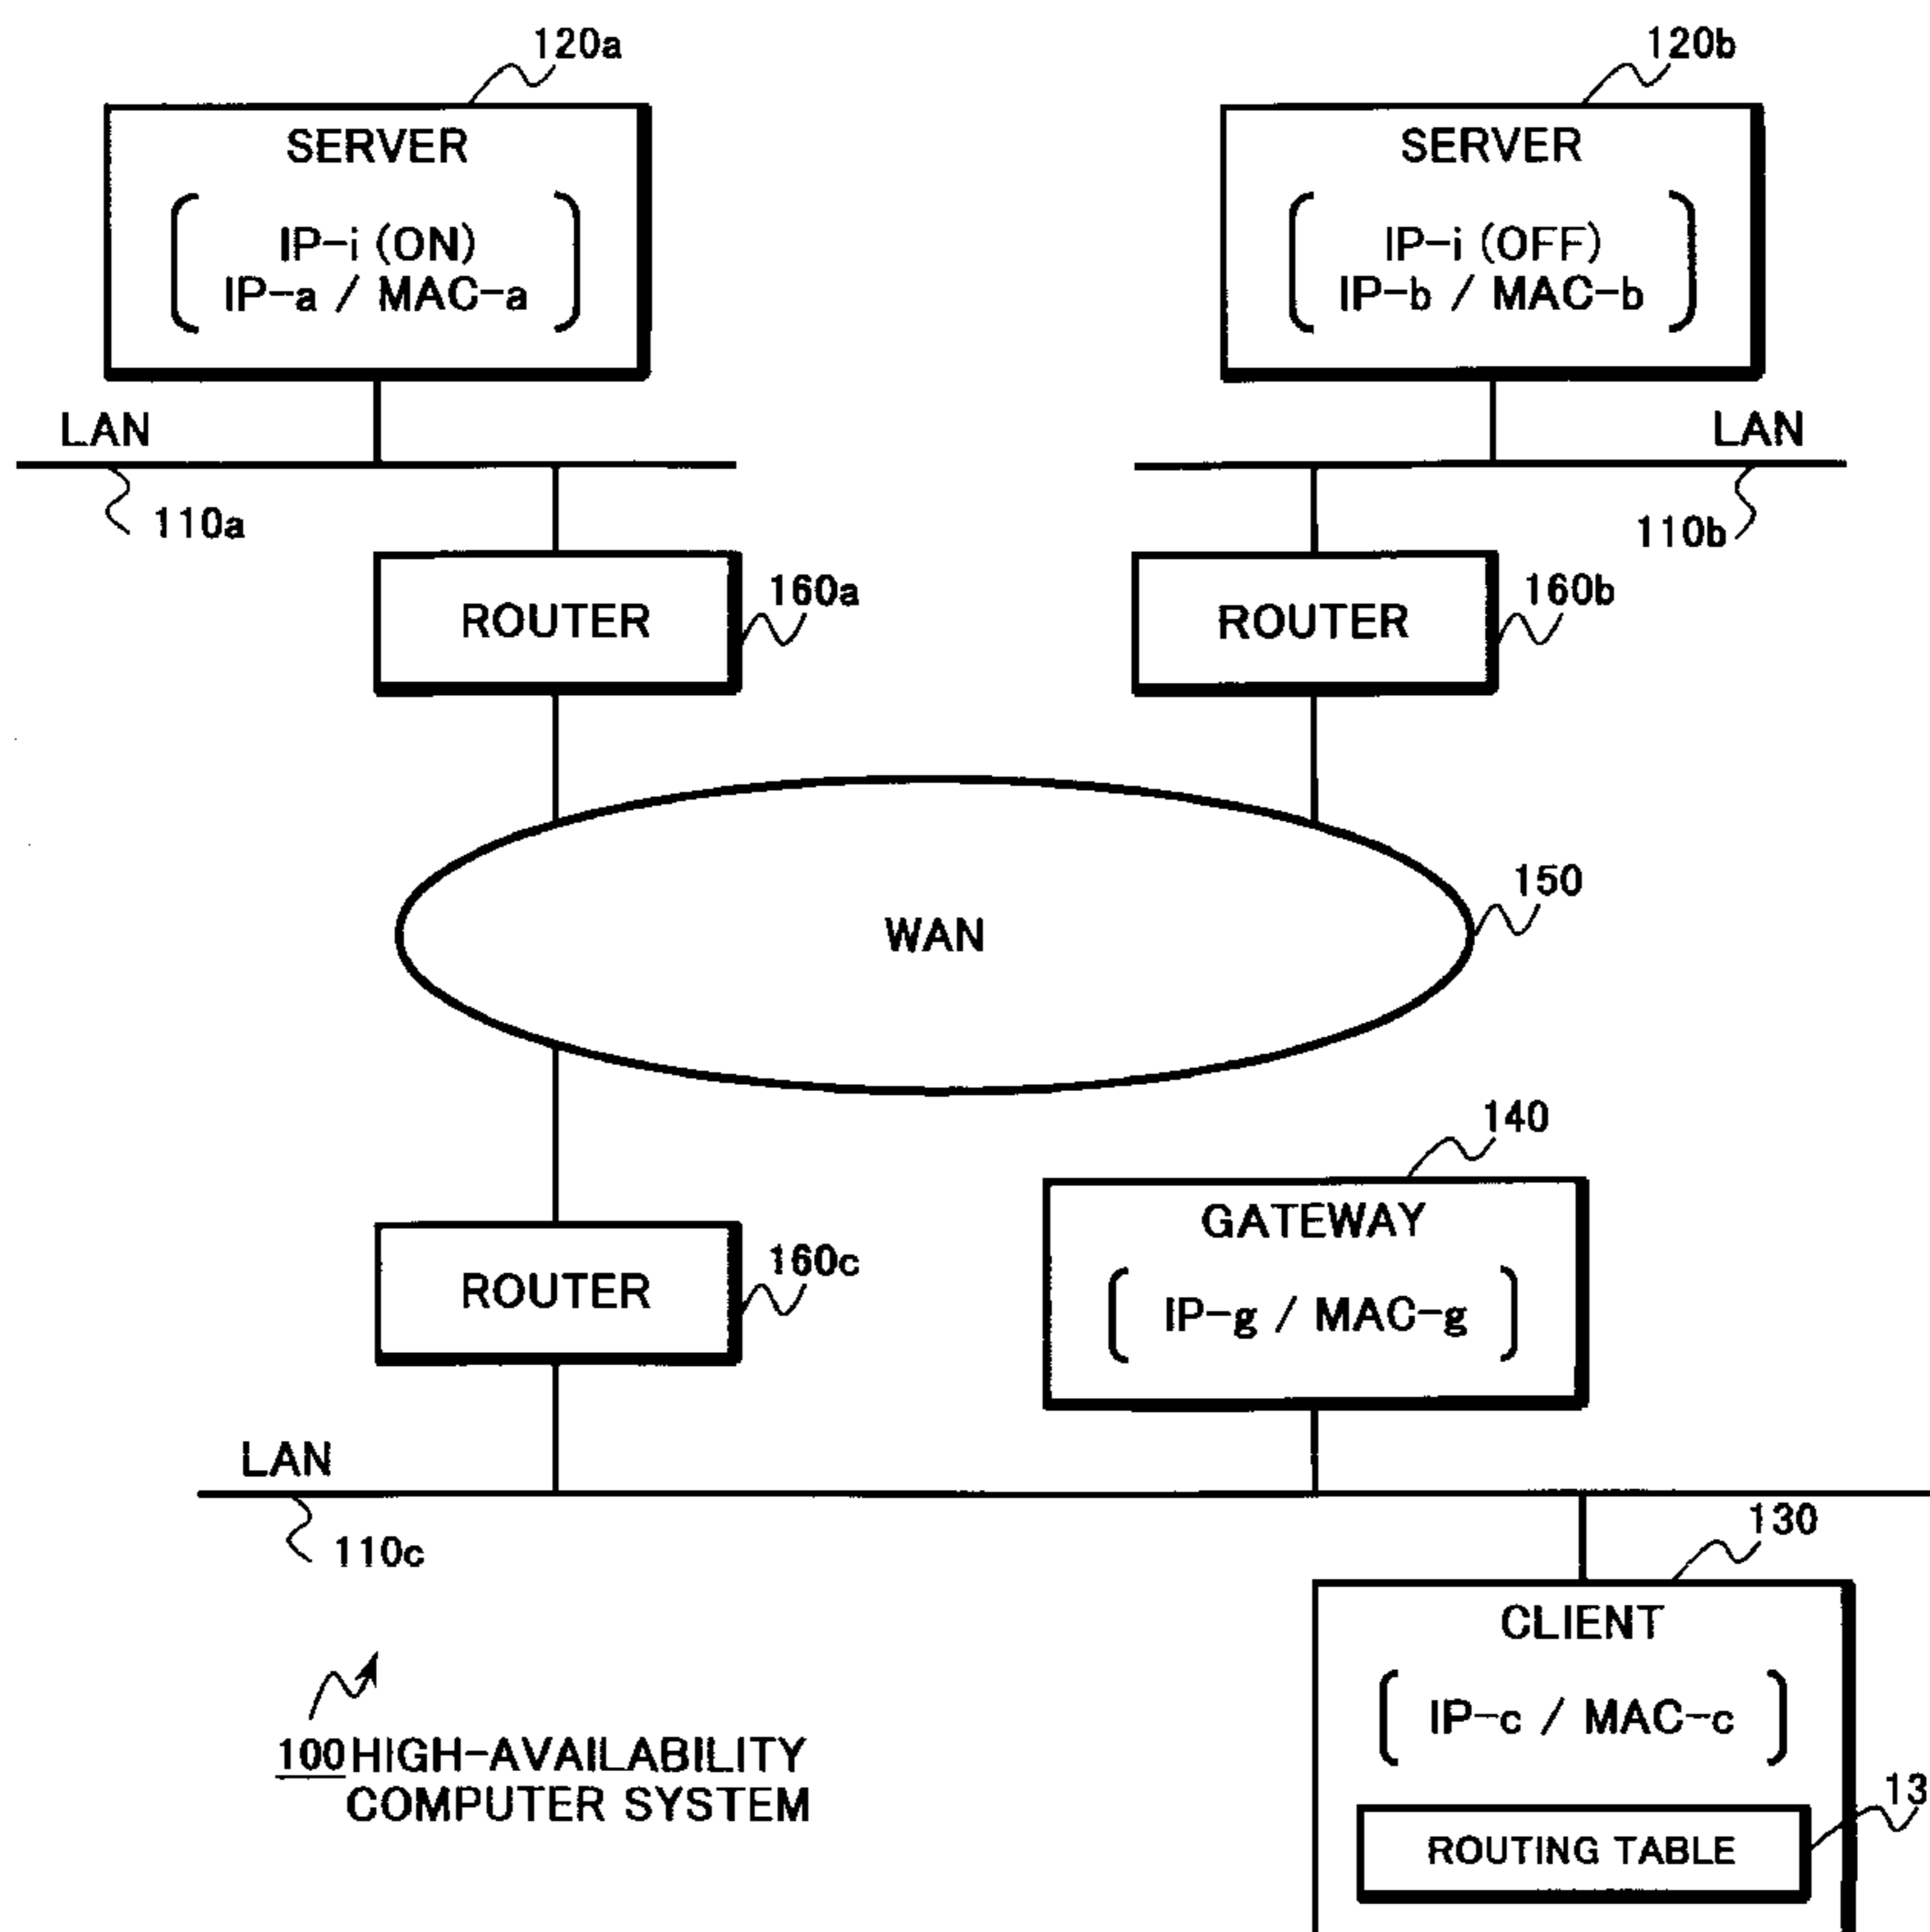 120a
120b
SERVER
IP-i (ON)
IP-a / MAC-a
SERVER
IP-i (OFF)
IP-b / MAC-b
LAN
LAN
110a
110b
ROUTER
160a
ROUTER
160b
WAN
150
140
GATEWAY
IP-g / MAC-g
ROUTER
160c
LAN
110c
130
CLIENT
IP-c / MAC-c
100 HIGH-AVAILABILITY
COMPUTER SYSTEM
ROUTING TABLE